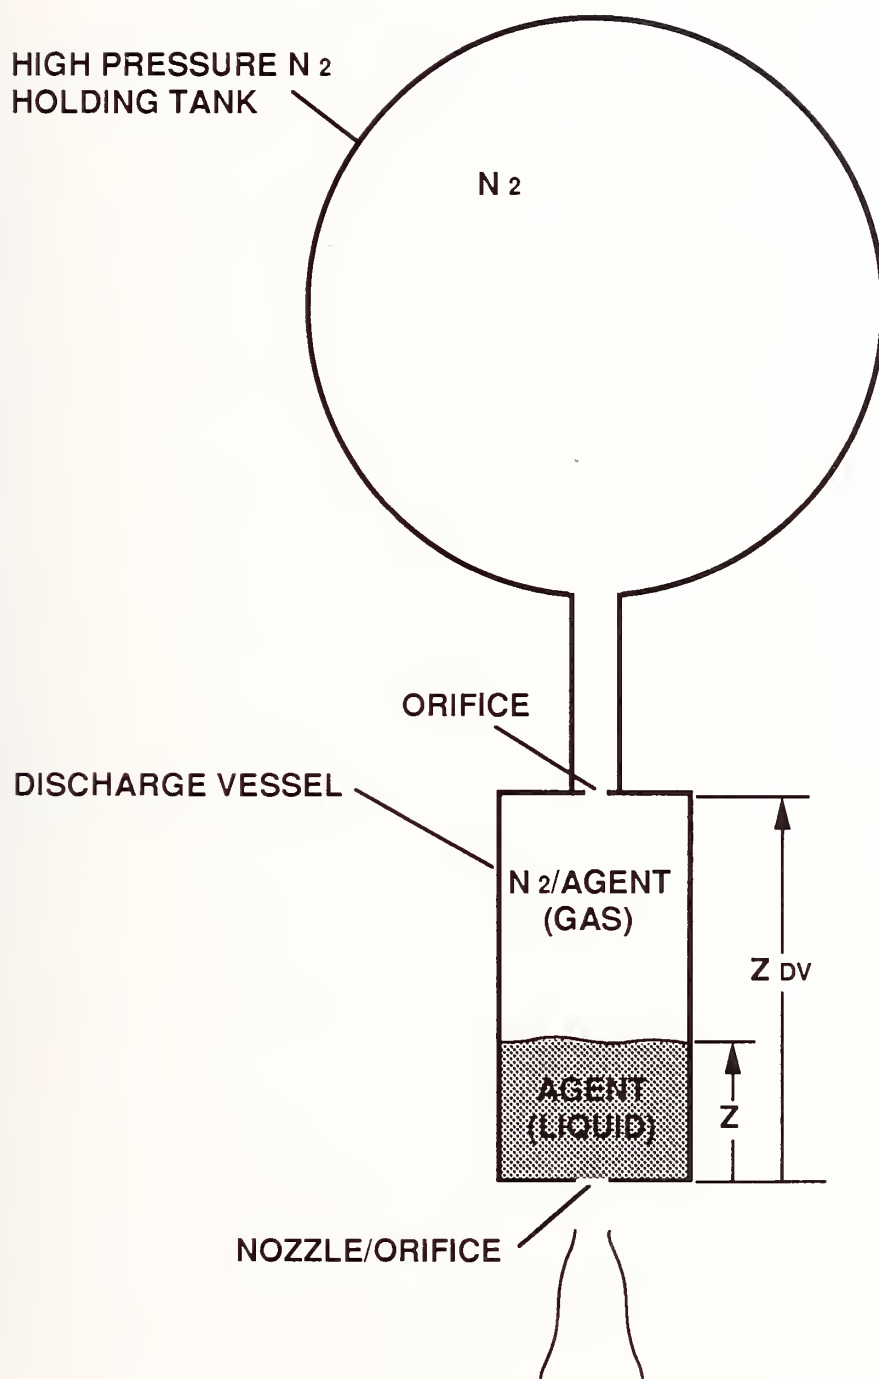 HIGH PRESSURE N 2
HOLDING TANK
N 2
ORIFICE
DISCHARGE VESSEL
N 2/AGENT
(GAS)
Z DV
AGENT
(LIQUID)
Z
NOZZLE/ORIFICE